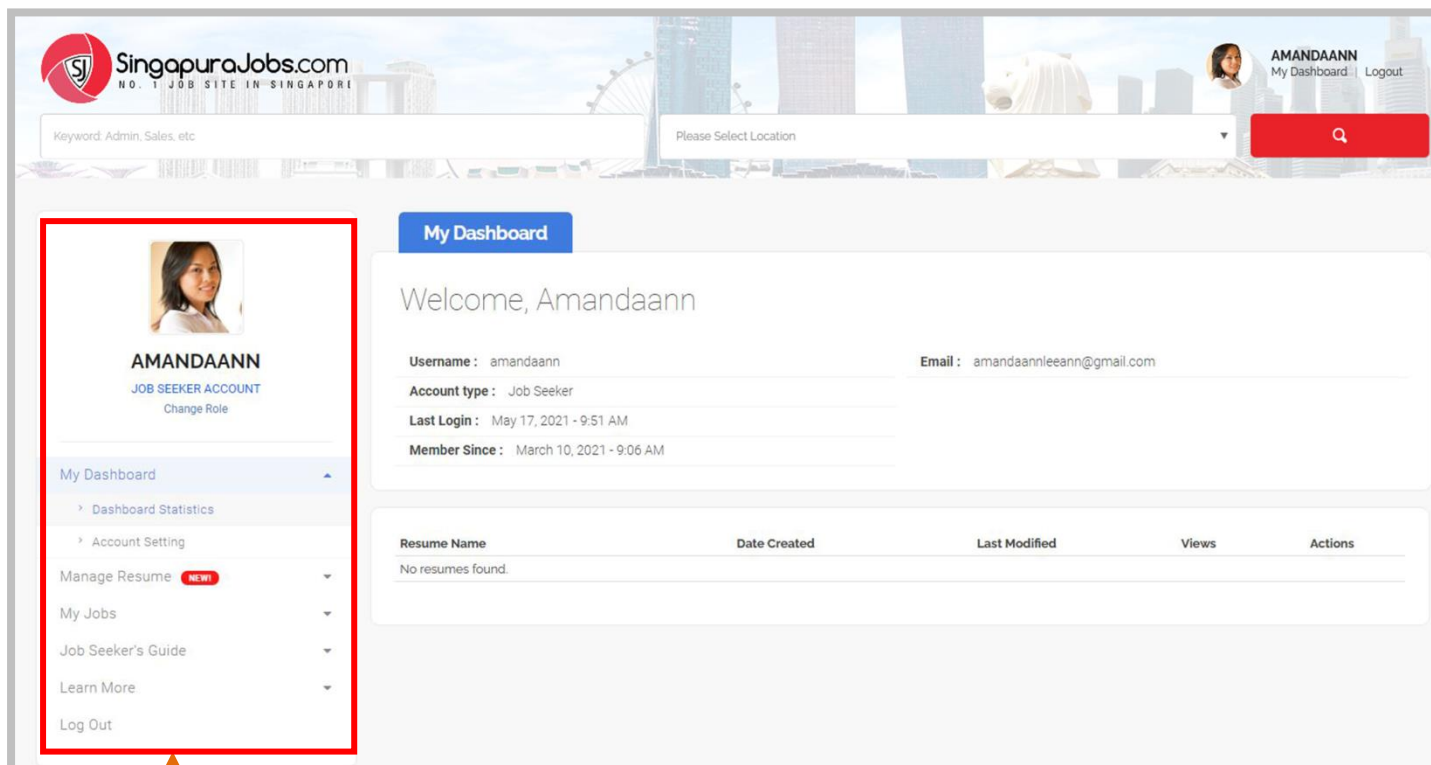 SJ
SingapuraJobs.com
NO. 1 JOB SITE IN SINGAPORE
AMANDAANN
My Dashboard | Logout
Keyword: Admin, Sales, etc
Please Select Location
AMANDAANN
JOB SEEKER ACCOUNT
Change Role
My Dashboard
Dashboard Statistics
Account Setting
Manage Resume NEW!
My Jobs
Job Seeker's Guide
Learn More
Log Out
My Dashboard
Welcome, Amandaann
Username : amandaann Email : amandaannleeann@gmail.com
Account type : Job Seeker
Last Login : May 17, 2021 - 9:51 AM
Member Since : March 10, 2021 - 9:06 AM
Resume Name Date Created Last Modified Views Actions
No resumes found.